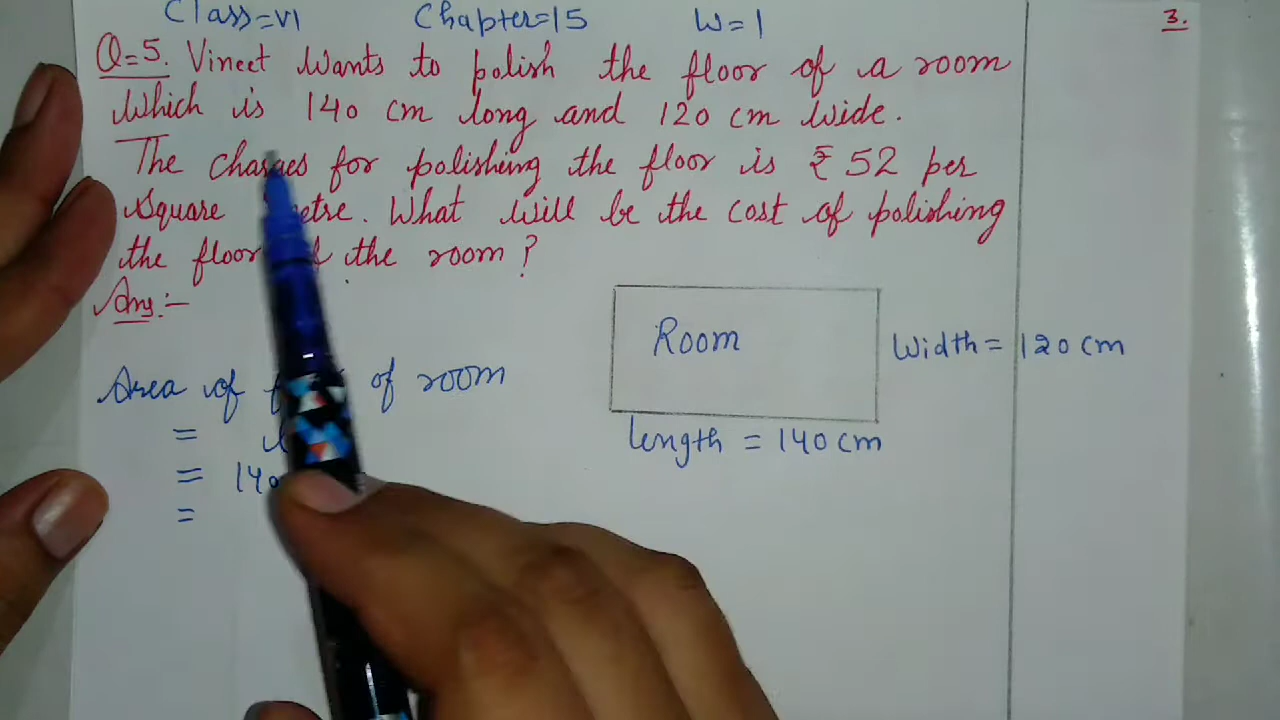 Class=VI Chapter=15 W=1
3.
Q=5. Vineet wants to polish the floor of a room
which is 140 cm long and 120 cm wide.
The charges for polishing the floor is ₹ 52 per
square metre. What will be the cost of polishing
the floor of the room?
Ans:-
Room
Width = 120 cm
length = 140 cm
Area of of room
=
= 140
=